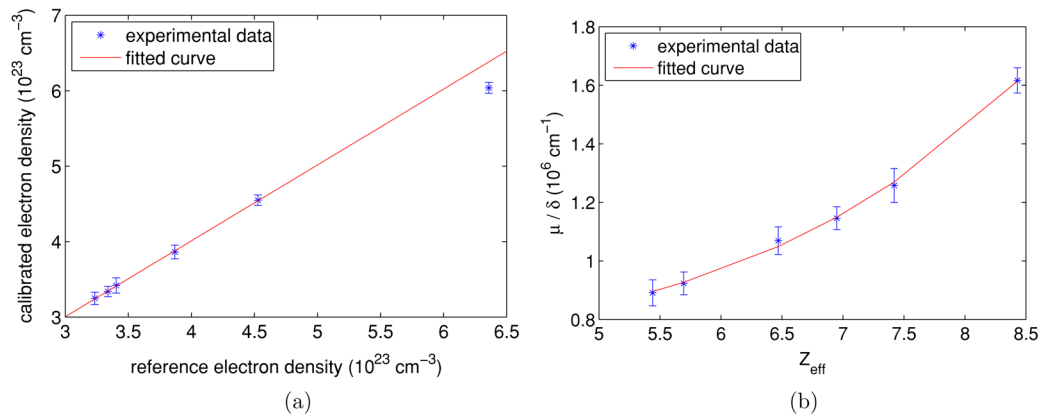 7
6
5
4
3
3
3.5
4
4.5
5
5.5
6
6.5
calibrated electron density (10²³ cm⁻³)
reference electron density (10²³ cm⁻³)
experimental data
fitted curve
(a)
1.8
1.6
1.4
1.2
1
0.8
5
5.5
6
6.5
7
7.5
8
8.5
μ / δ (10⁶ cm⁻¹)
Z_eff
experimental data
fitted curve
(b)